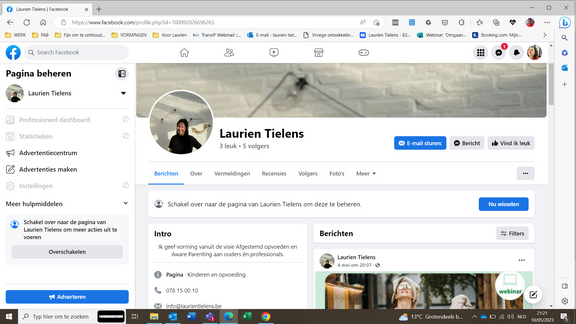 Laurien Tielens | Facebook
https://www.facebook.com/profile.php?id=100092026696265
WERK
PAB
Fijn om te onthoud...
VORMINGEN
Voor Laurien
TransIP Webmail ...
E-mail - laurien tiel...
Vroege ontwikkeling...
Laurien Tielens - B2...
Webinar: 'Omgaan...
Booking.com: Mijn...
Search Facebook
Pagina beheren
Laurien Tielens
Professioneel dashboard
Statistieken
Advertentiecentrum
Advertenties maken
Instellingen
Meer hulpmiddelen
Schakel over naar de pagina van
Laurien Tielens om meer acties uit te
voeren
Overschakelen
Adverteren
Laurien Tielens
3 leuk • 5 volgers
E-mail sturen
Bericht
Vind ik leuk
Berichten
Over
Vermeldingen
Recensies
Volgers
Foto's
Meer
Schakel over naar de pagina van Laurien Tielens om deze te beheren.
Nu wisselen
Intro
Ik geef vorming vanuit de visie Afgestemd opvoeden en
Aware Parenting aan ouders én professionals.
Pagina · Kinderen en opvoeding
078 15 00 10
info@laurientielens.be
Berichten
Filters
Laurien Tielens
4 mei om 20:07
webinar
Typ hier om te zoeken
13°C Grotendeels b...
NLD
21:21
10/05/2023